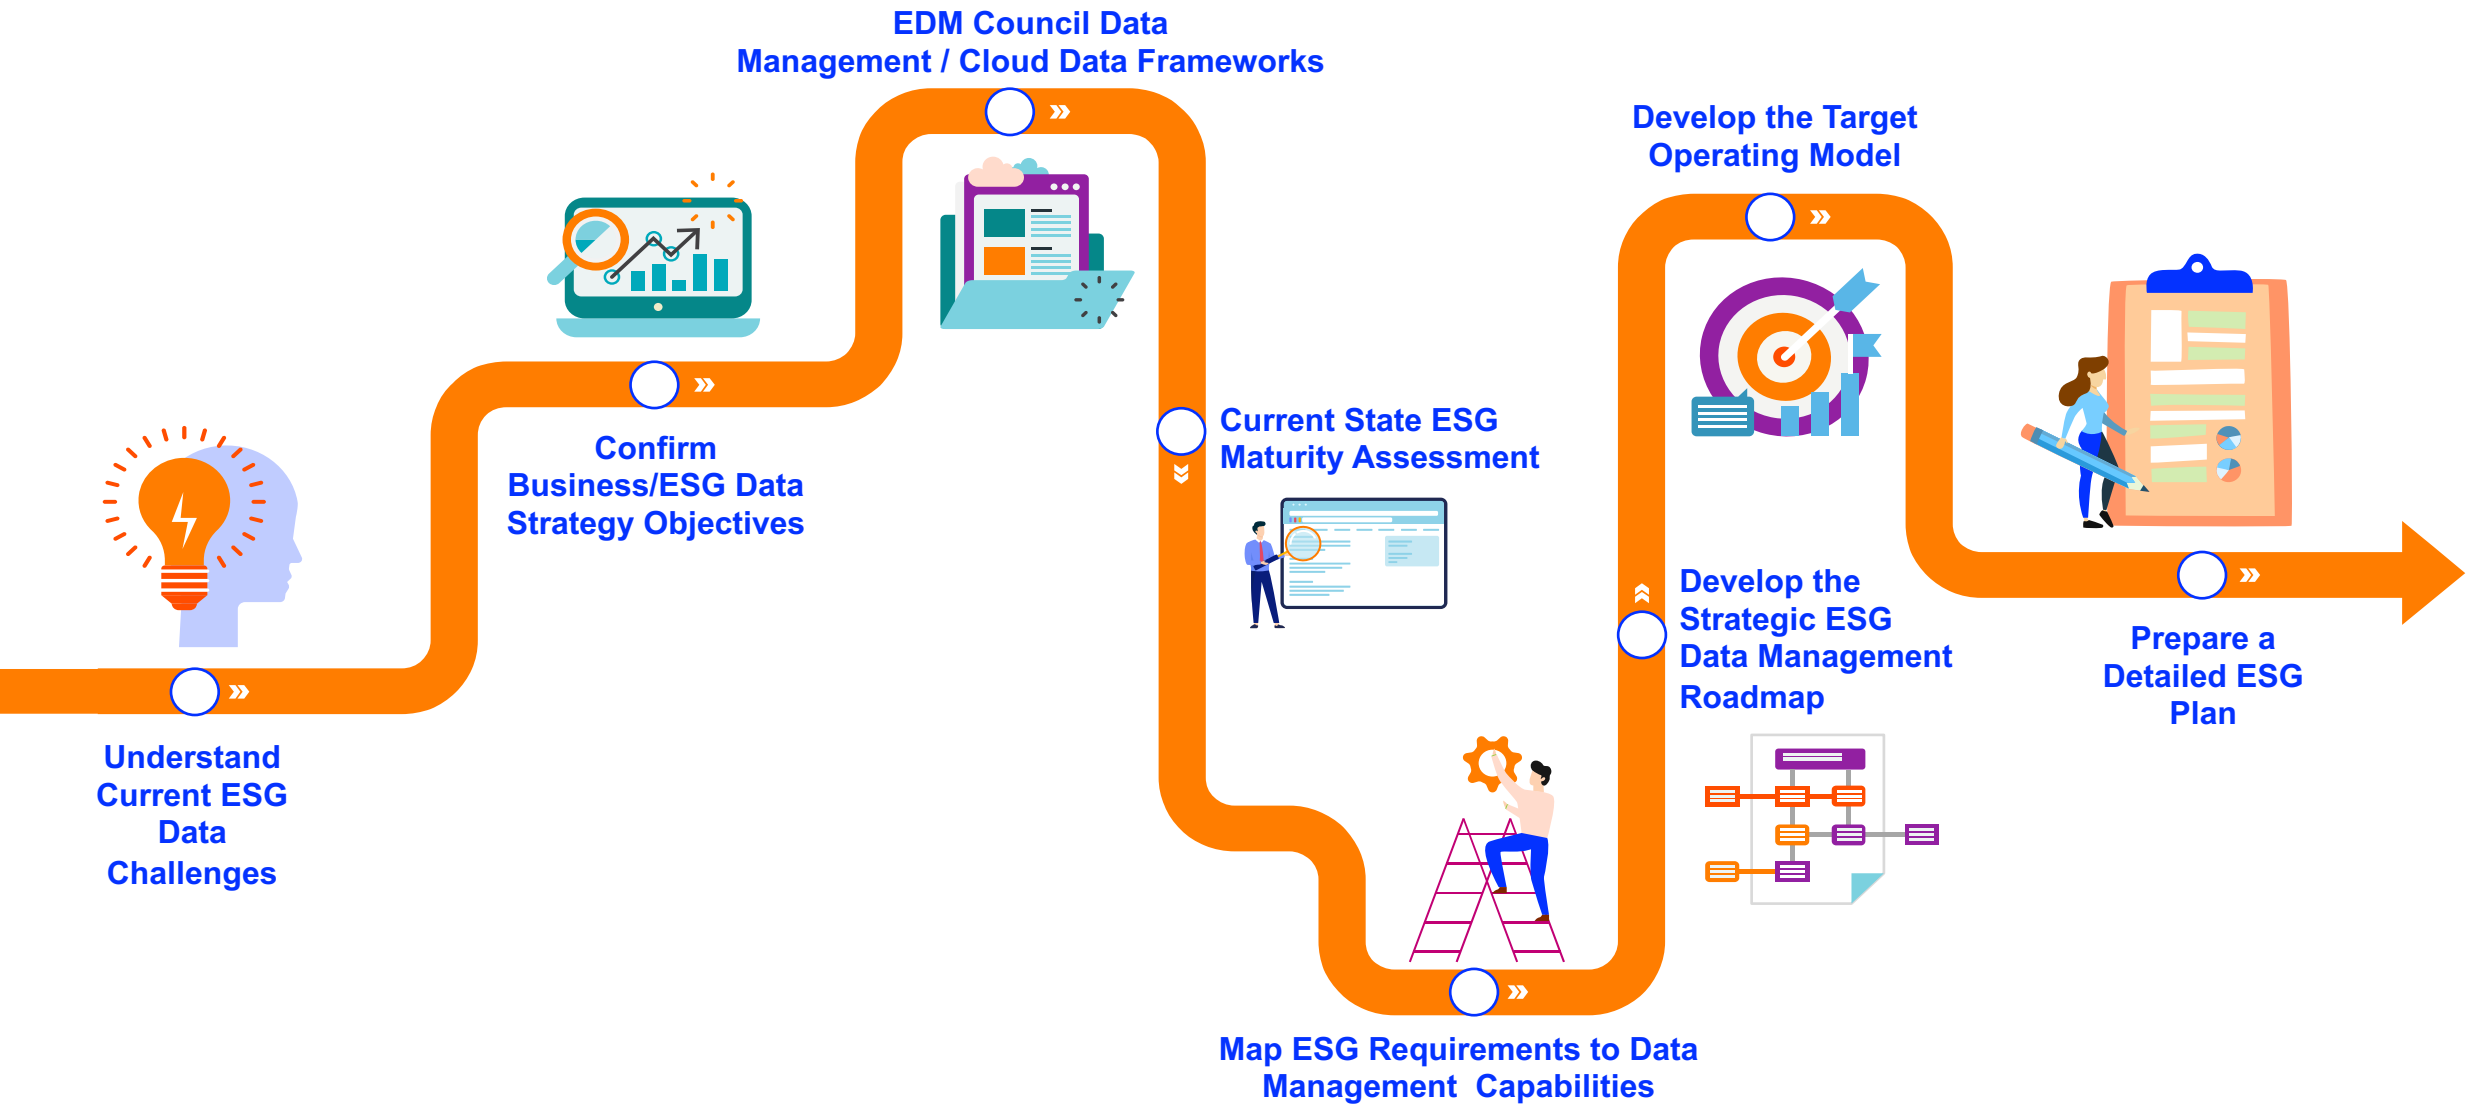 EDM Council Data
Management / Cloud Data Frameworks
Develop the Target
Operating Model
Confirm
Business/ESG Data
Strategy Objectives
Current State ESG
Maturity Assessment
Develop the
Strategic ESG
Data Management
Roadmap
Prepare a
Detailed ESG
Plan
Understand
Current ESG
Data
Challenges
Map ESG Requirements to Data
Management  Capabilities